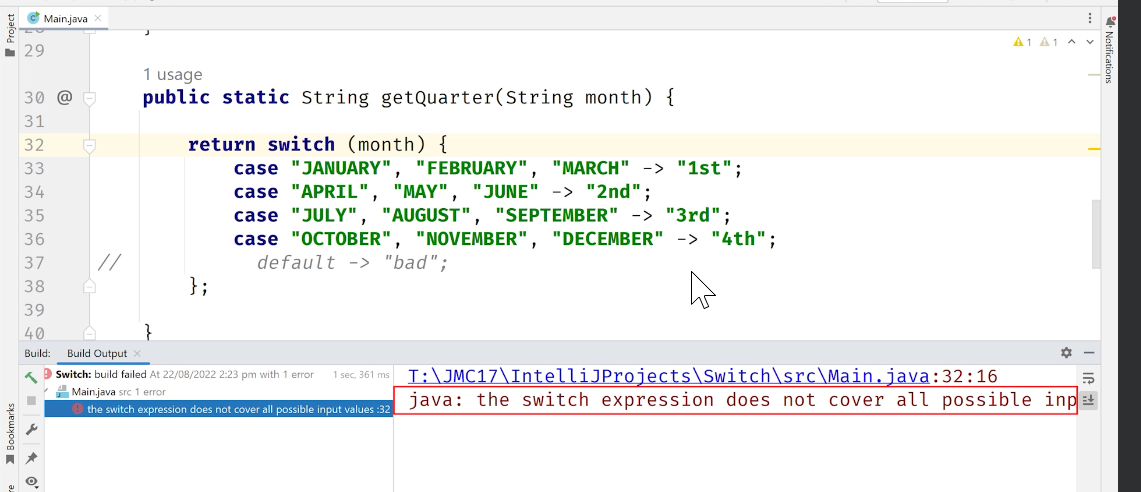 Project
Main.java
Notifications
1 1
29
1 usage
30 @ public static String getQuarter(String month) {
31
32 return switch (month) {
33 case "JANUARY", "FEBRUARY", "MARCH" -> "1st";
34 case "APRIL", "MAY", "JUNE" -> "2nd";
35 case "JULY", "AUGUST", "SEPTEMBER" -> "3rd";
36 case "OCTOBER", "NOVEMBER", "DECEMBER" -> "4th";
37 // default -> "bad";
38 };
39
40 }
Build: Build Output
Switch: build failed At 22/08/2022 2:23 pm with 1 error 1 sec, 361 ms
Main.java src 1 error
the switch expression does not cover all possible input values :32
T:\JMC17\IntelliJProjects\Switch\src\Main.java:32:16
java: the switch expression does not cover all possible inp
Bookmarks